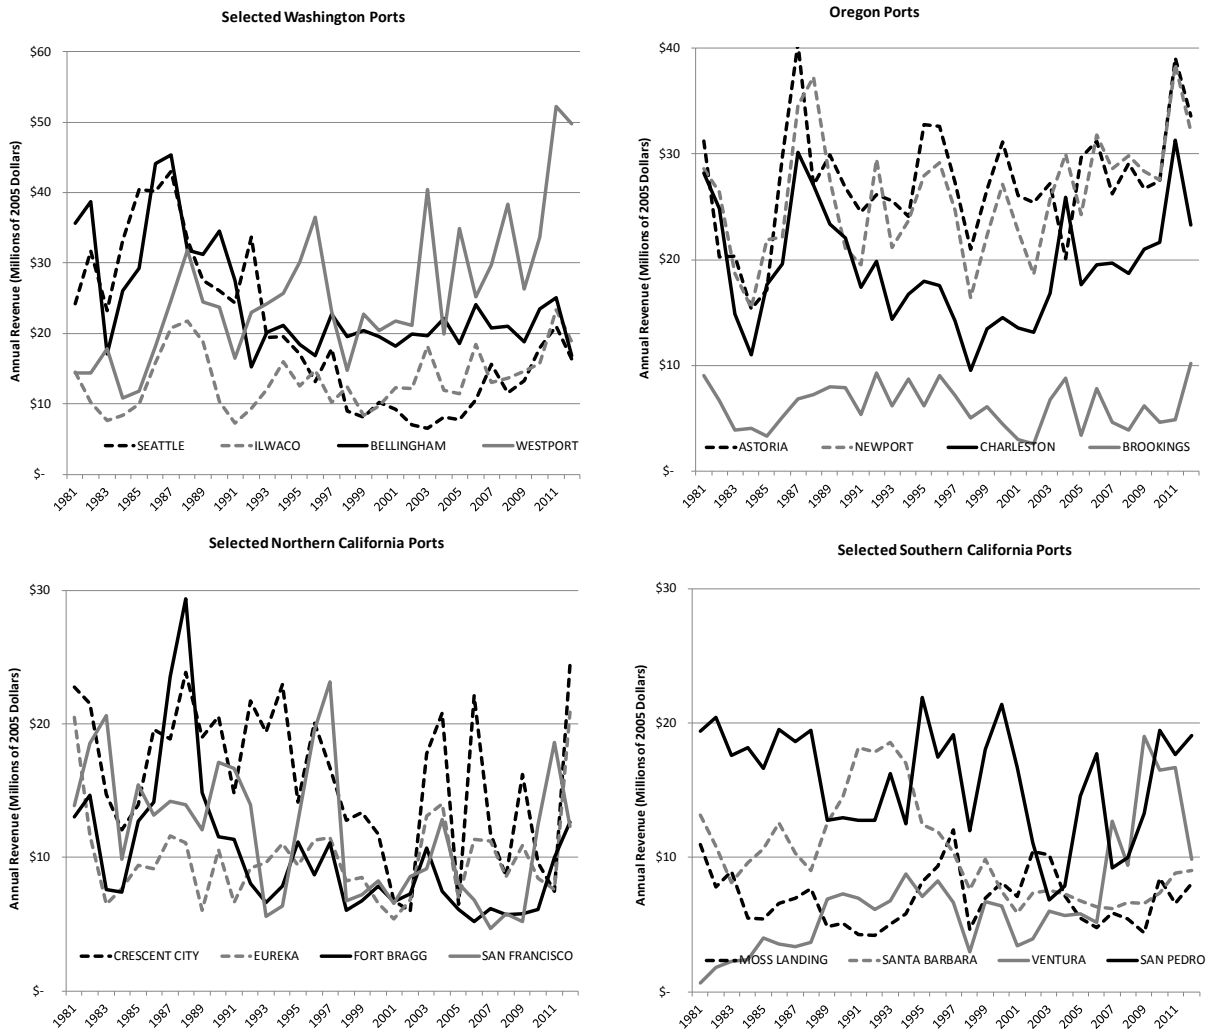 Selected Washington Ports
Annual Revenue (Millions of 2005 Dollars)
$60
$50
$40
$30
$20
$10
$-
SEATTLE ILWACO BELLINGHAM WESTPORT
1981 1983 1985 1987 1989 1991 1993 1995 1997 1999 2001 2003 2005 2007 2009 2011
Oregon Ports
Annual Revenue (Millions of 2005 Dollars)
$40
$30
$20
$10
$-
ASTORIA NEWPORT CHARLESTON BROOKINGS
1981 1983 1985 1987 1989 1991 1993 1995 1997 1999 2001 2003 2005 2007 2009 2011
Selected Northern California Ports
Annual Revenue (Millions of 2005 Dollars)
$30
$20
$10
$-
CRESCENT CITY EUREKA FORT BRAGG SAN FRANCISCO
1981 1983 1985 1987 1989 1991 1993 1995 1997 1999 2001 2003 2005 2007 2009 2011
Selected Southern California Ports
Annual Revenue (Millions of 2005 Dollars)
$30
$20
$10
$-
MOSS LANDING SANTA BARBARA VENTURA SAN PEDRO
1981 1983 1985 1987 1989 1991 1993 1995 1997 1999 2001 2003 2005 2007 2009 2011